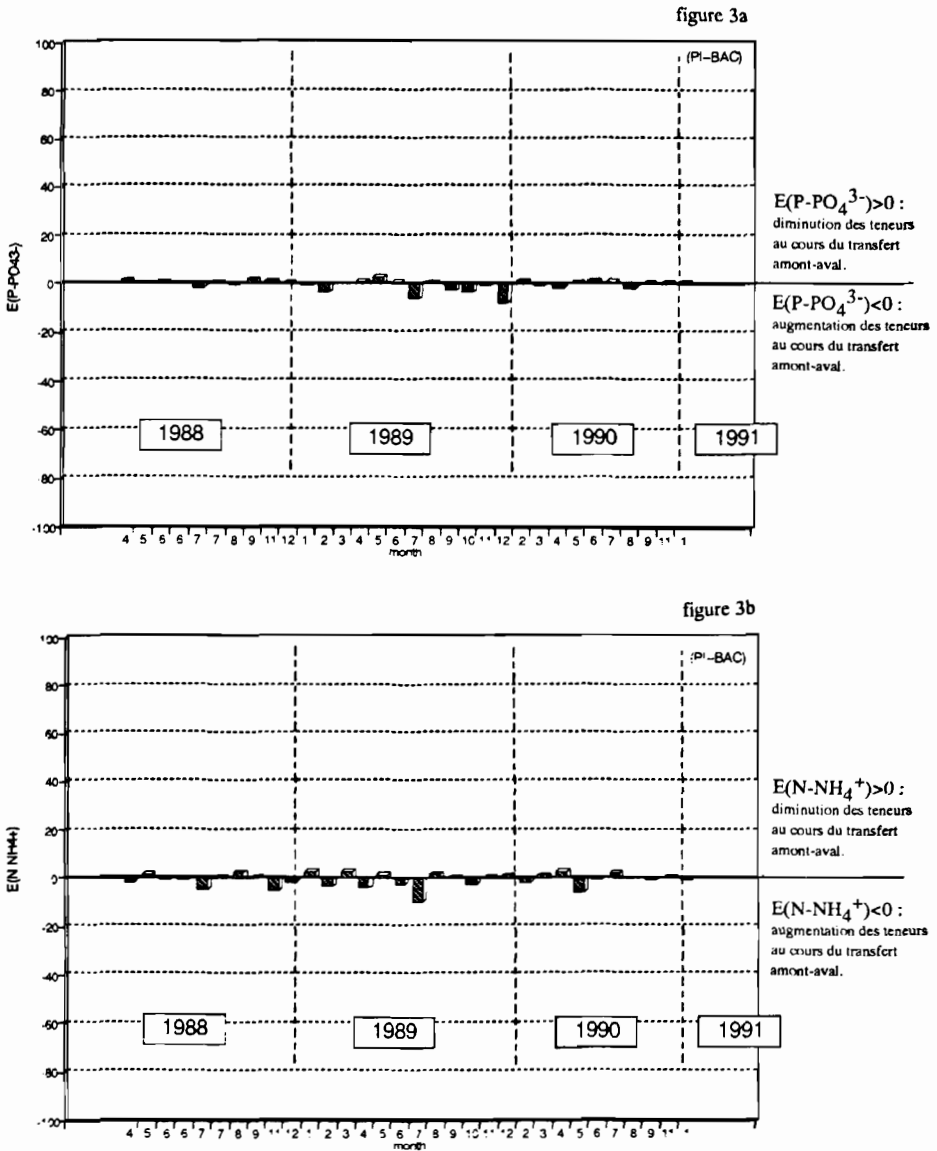 figure 3a
(PI-BAC)
100
80
60
40
20
0
-20
-40
-60
-80
-100
E(P-PO43-)
1988
1989
1990
1991
4 5 6 6 7 7 8 9 11 12 1 2 3 4 5 6 7 8 9 10 11 12 2 3 4 5 6 7 8 9 11 1
month
E(P-PO₄³⁻)>0 :
diminution des teneurs
au cours du transfert
amont-aval.
E(P-PO₄³⁻)<0 :
augmentation des teneurs
au cours du transfert
amont-aval.
figure 3b
(PI-BAC)
100
80
60
40
20
0
-20
-40
-60
-80
-100
E(N NH4+)
1988
1989
1990
1991
4 5 6 6 7 7 8 9 11 12 1 2 3 4 5 6 7 8 9 10 11 12 2 3 4 5 6 7 8 9 11 1
month
E(N-NH₄⁺)>0 :
diminution des teneurs
au cours du transfert
amont-aval.
E(N-NH₄⁺)<0 :
augmentation des teneurs
au cours du transfert
amont-aval.